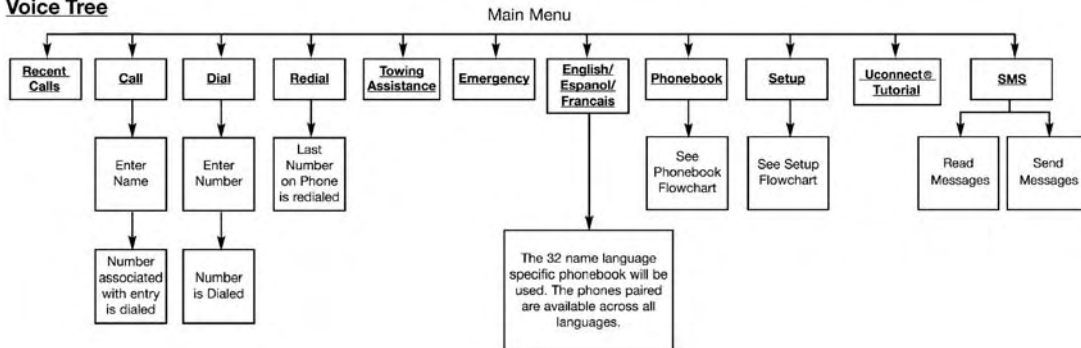 Voice Tree
Main Menu
Recent
Calls
Call
Dial
Redial
Towing
Assistance
Emergency
English/
Espanol/
Francais
Phonebook
Setup
Uconnect®
Tutorial
SMS
Enter
Name
Enter
Number
Last
Number
on Phone
is redialed
See
Phonebook
Flowchart
See Setup
Flowchart
Read
Messages
Send
Messages
Number
associated
with entry
is dialed
Number
is Dialed
The 32 name language
specific phonebook will be
used. The phones paired
are available across all
languages.